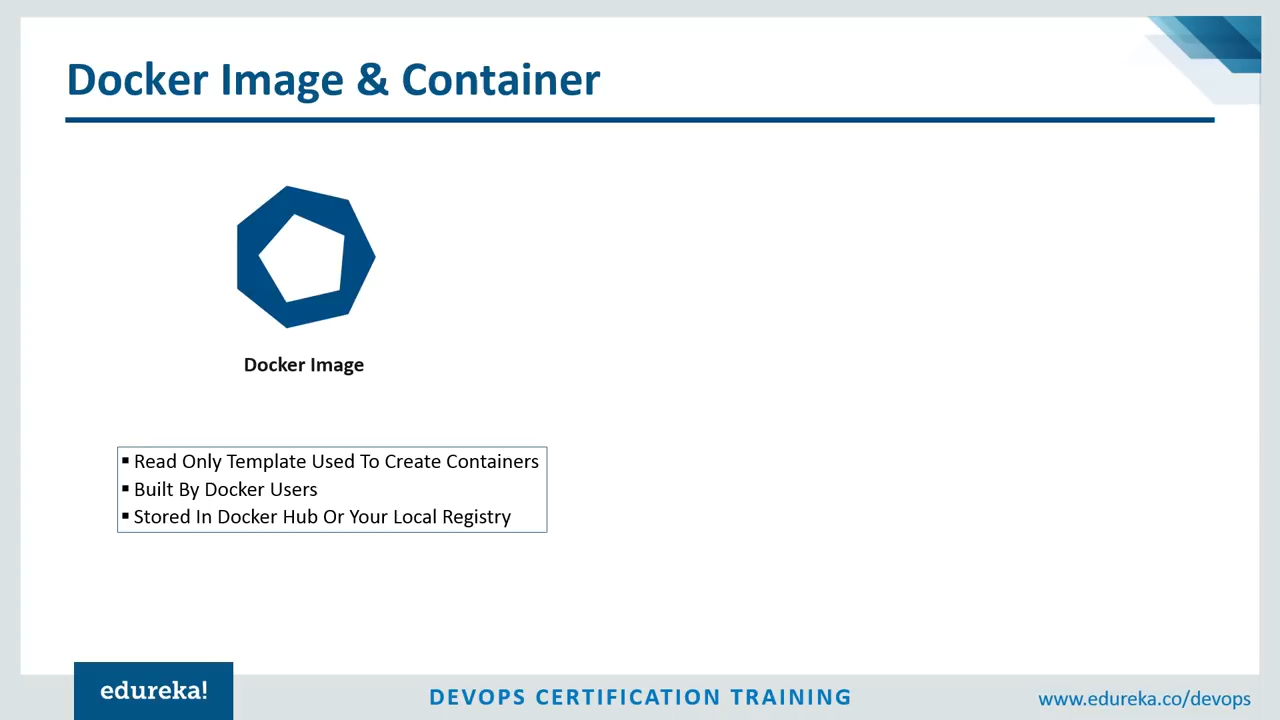 Docker Image & Container
Docker Image
▪ Read Only Template Used To Create Containers
▪ Built By Docker Users
▪ Stored In Docker Hub Or Your Local Registry
edureka!
DEVOPS CERTIFICATION TRAINING
www.edureka.co/devops